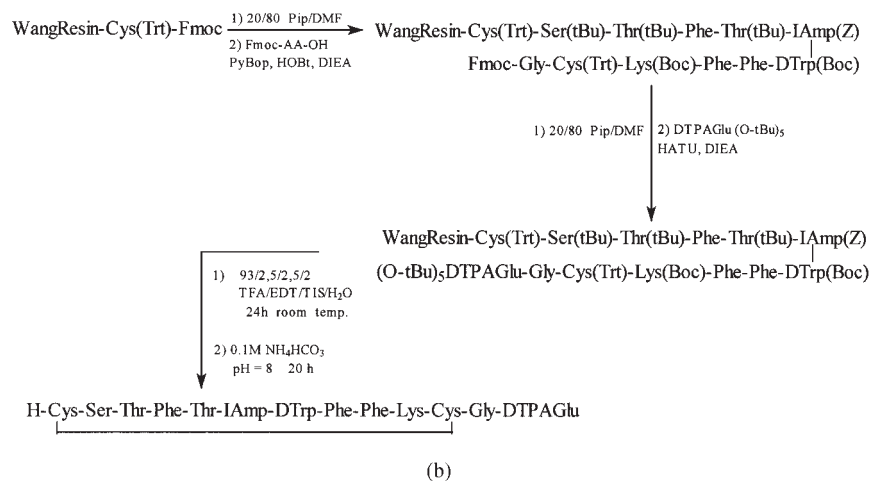 WangResin-Cys(Trt)-Fmoc
1) 20/80 Pip/DMF
2) Fmoc-AA-OH
PyBop, HOBt, DIEA
WangResin-Cys(Trt)-Ser(tBu)-Thr(tBu)-Phe-Thr(tBu)-IAmp(Z)
Fmoc-Gly-Cys(Trt)-Lys(Boc)-Phe-Phe-DTrp(Boc)
1) 20/80 Pip/DMF
2) DTPAGlu (O-tBu)₅
HATU, DIEA
WangResin-Cys(Trt)-Ser(tBu)-Thr(tBu)-Phe-Thr(tBu)-IAmp(Z)
(O-tBu)₅DTPAGlu-Gly-Cys(Trt)-Lys(Boc)-Phe-Phe-DTrp(Boc)
1) 93/2,5/2,5/2
TFA/EDT/TIS/H₂O
24h room temp.
2) 0.1M NH₄HCO₃
pH = 8 20 h
H-Cys-Ser-Thr-Phe-Thr-IAmp-DTrp-Phe-Phe-Lys-Cys-Gly-DTPAGlu
(b)